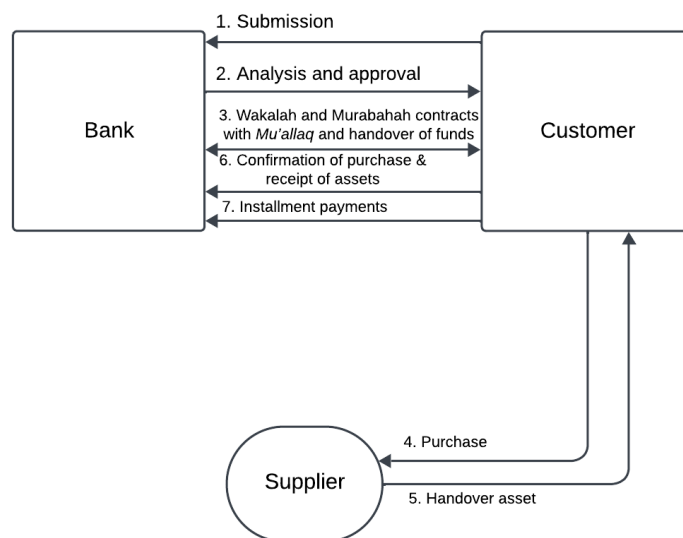 1. Submission
2. Analysis and approval
3. Wakalah and Murabahah contracts
with Mu'allaq and handover of funds
Bank
Customer
6. Confirmation of purchase &
receipt of assets
7. Installment payments
4. Purchase
Supplier
5. Handover asset